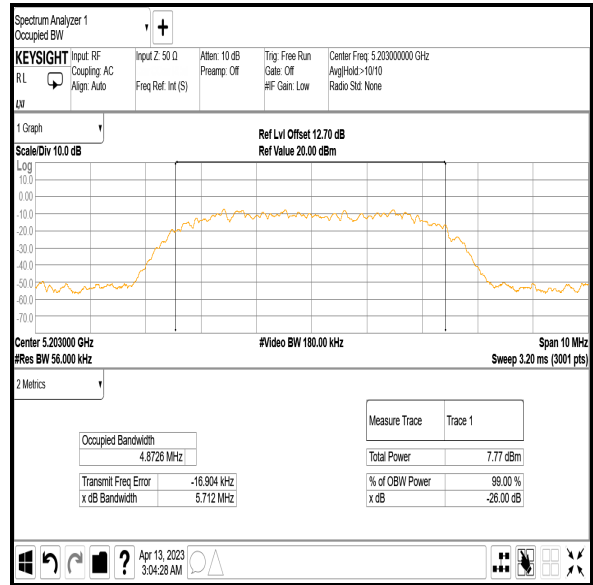 Spectrum Analyzer 1
Occupied BW
+
KEYSIGHT Input: RF Input Z: 50 Ω Atten: 10 dB Trig: Free Run Center Freq: 5.203000000 GHz
RL Coupling: AC Preamp: Off Gate: Off Avg|Hold:>10/10
Align: Auto Freq Ref: Int (S) #IF Gain: Low Radio Std: None
LXI
1 Graph
Ref Lvl Offset 12.70 dB
Scale/Div 10.0 dB Ref Value 20.00 dBm
Log
10.0
0.00
-10.0
-20.0
-30.0
-40.0
-50.0
-60.0
-70.0
Center 5.203000 GHz #Video BW 180.00 kHz Span 10 MHz
#Res BW 56.000 kHz Sweep 3.20 ms (3001 pts)
2 Metrics
Measure Trace Trace 1
Occupied Bandwidth
4.8726 MHz Total Power 7.77 dBm
Transmit Freq Error -16.904 kHz % of OBW Power 99.00 %
x dB Bandwidth 5.712 MHz x dB -26.00 dB
? Apr 13, 2023
3:04:28 AM